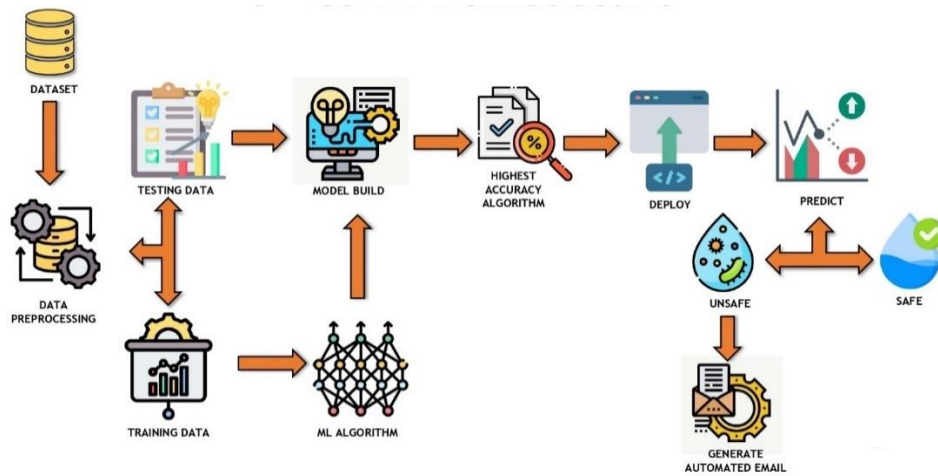 DATASET
TESTING DATA
MODEL BUILD
HIGHEST
ACCURACY
ALGORITHM
%
</>
DEPLOY
PREDICT
DATA
PREPROCESSING
UNSAFE
SAFE
TRAINING DATA
ML ALGORITHM
GENERATE
AUTOMATED EMAIL